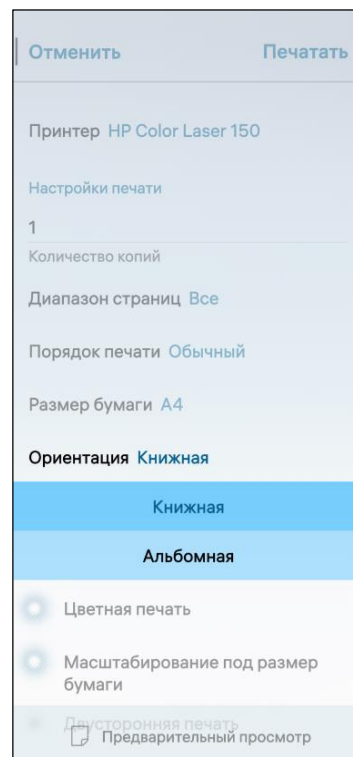 Отменить Печатать
Принтер HP Color Laser 150
Настройки печати
1
Количество копий
Диапазон страниц Все
Порядок печати Обычный
Размер бумаги A4
Ориентация Книжная
Книжная
Альбомная
Цветная печать
Масштабирование под размер
бумаги
Двусторонняя печать
Предварительный просмотр